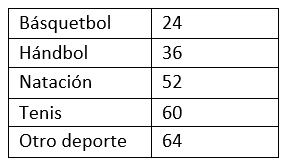 Básquetbol 24
Hándbol 36
Natación 52
Tenis 60
Otro deporte 64